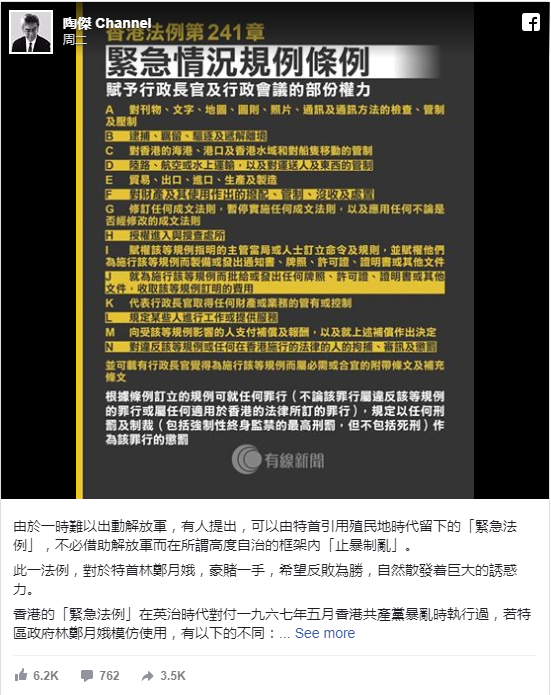 陶傑 Channel
周二
香港法例第241章
緊急情況規例條例
賦予行政長官及行政會議的部份權力
A 對刊物、文字、地圖、圖則、照片、通訊及通訊方法的檢查、管制
及壓制
B 逮捕、羈留、驅逐及遞解離境
C 對香港的海港、港口及香港水域和對船隻移動的管制
D 陸路、航空或水上運輸，以及對運送人及東西的管制
E 貿易、出口、進口、生產及製造
F 對財產及其使用作出的撥配、管制、沒收及處置
G 修訂任何成文法則，暫停實施任何成文法則，以及應用任何不論是
否經修改的成文法則
H 授權進入與搜查處所
I 賦權該等規例指明的主管當局或人士訂立命令及規則，並賦權他們
為施行該等規例而製備或發出通知書、牌照、許可證、證明書或其他文件
J 就為施行該等規例而批給或發出任何牌照、許可證、證明書或其他
文件，收取該等規例訂明的費用
K 代表行政長官取得任何財產或業務的管有或控制
L 規定某些人進行工作或提供服務
M 向受該等規例影響的人支付補償及報酬，以及就上述補償作出決定
N 對違反該等規例或任何在香港施行的法律的人的拘捕、審訊及懲罰
並可載有行政長官覺得為施行該等規例而屬必需或合宜的附帶條文及補充
條文
根據條例訂立的規例可就任何罪行（不論該罪行屬違反該等規例
的罪行或屬任何適用於香港的法律所訂的罪行），規定以任何刑
罰及制裁（包括強制性終身監禁的最高刑罰，但不包括死刑）作
為該罪行的懲罰
有線新聞
由於一時難以出動解放軍，有人提出，可以由特首引用殖民地時代留下的「緊急法
例」，不必借助解放軍而在所謂高度自治的框架內「止暴制亂」。
此一法例，對於特首林鄭月娥，豪賭一手，希望反敗為勝，自然散發着巨大的誘惑
力。
香港的「緊急法例」在英治時代對付一九六七年五月香港共產黨暴亂時執行過，若特
區政府林鄭月娥模仿使用，有以下的不同：... See more
6.2K 762 3.5K